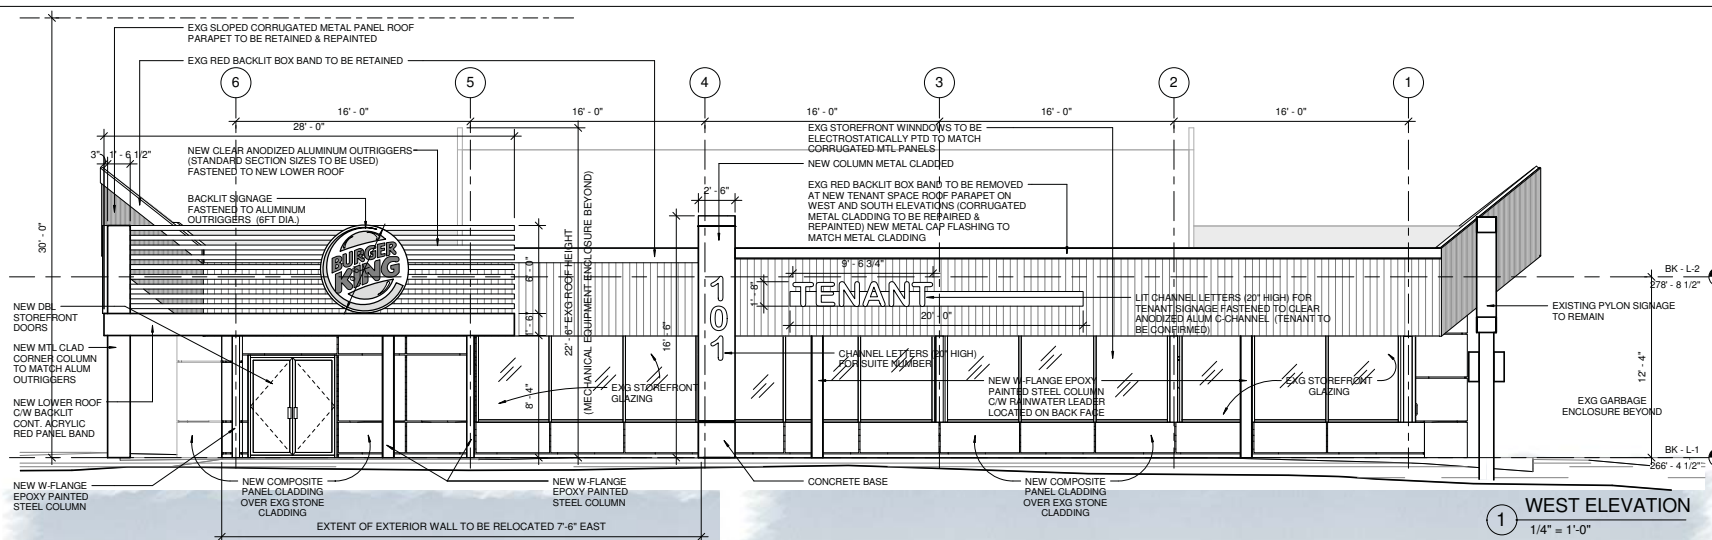 EXG SLOPED CORRUGATED METAL PANEL ROOF
PARAPET TO BE RETAINED & REPAINTED
EXG RED BACKLIT BOX BAND TO BE RETAINED
6
5
4
3
2
1
16' - 0"
16' - 0"
16' - 0"
16' - 0"
16' - 0"
28' - 0"
3"
1' - 6 1/2"
30' - 0"
NEW CLEAR ANODIZED ALUMINUM OUTRIGGERS
(STANDARD SECTION SIZES TO BE USED)
FASTENED TO NEW LOWER ROOF
BACKLIT SIGNAGE
FASTENED TO ALUMINUM
OUTRIGGERS (6FT DIA.)
BURGER
KING
6' - 0"
1' - 6"
8' - 4"
22' - 6" EXG ROOF HEIGHT
(MECHANICAL EQUIPMENT ENCLOSURE BEYOND)
16' - 6"
2' - 6"
EXG STOREFRONT WINNDOWS TO BE
ELECTROSTATICALLY PTD TO MATCH
CORRUGATED MTL PANELS
NEW COLUMN METAL CLADDED
EXG RED BACKLIT BOX BAND TO BE REMOVED
AT NEW TENANT SPACE ROOF PARAPET ON
WEST AND SOUTH ELEVATIONS (CORRUGATED
METAL CLADDING TO BE REPAIRED &
REPAINTED) NEW METAL CAP FLASHING TO
MATCH METAL CLADDING
9' - 6 3/4"
1' - 8"
TENANT
20' - 0"
101
LIT CHANNEL LETTERS (20" HIGH) FOR
TENANT SIGNAGE FASTENED TO CLEAR
ANODIZED ALUM C-CHANNEL (TENANT TO
BE CONFIRMED)
CHANNEL LETTERS (20" HIGH)
FOR SUITE NUMBER
NEW W-FLANGE EPOXY
PAINTED STEEL COLUMN
C/W RAINWATER LEADER
LOCATED ON BACK FACE
EXG STOREFRONT
GLAZING
EXG STOREFRONT
GLAZING
NEW DBL
STOREFRONT
DOORS
NEW MTL CLAD
CORNER COLUMN
TO MATCH ALUM
OUTRIGGERS
NEW LOWER ROOF
C/W BACKLIT
CONT. ACRYLIC
RED PANEL BAND
NEW W-FLANGE
EPOXY PAINTED
STEEL COLUMN
NEW COMPOSITE
PANEL CLADDING
OVER EXG STONE
CLADDING
NEW W-FLANGE
EPOXY PAINTED
STEEL COLUMN
CONCRETE BASE
NEW COMPOSITE
PANEL CLADDING
OVER EXG STONE
CLADDING
EXTENT OF EXTERIOR WALL TO BE RELOCATED 7'-6" EAST
BK - L-2
278' - 8 1/2"
EXISTING PYLON SIGNAGE
TO REMAIN
12' - 4"
EXG GARBAGE
ENCLOSURE BEYOND
BK - L-1
266' - 4 1/2"
1
WEST ELEVATION
1/4" = 1'-0"